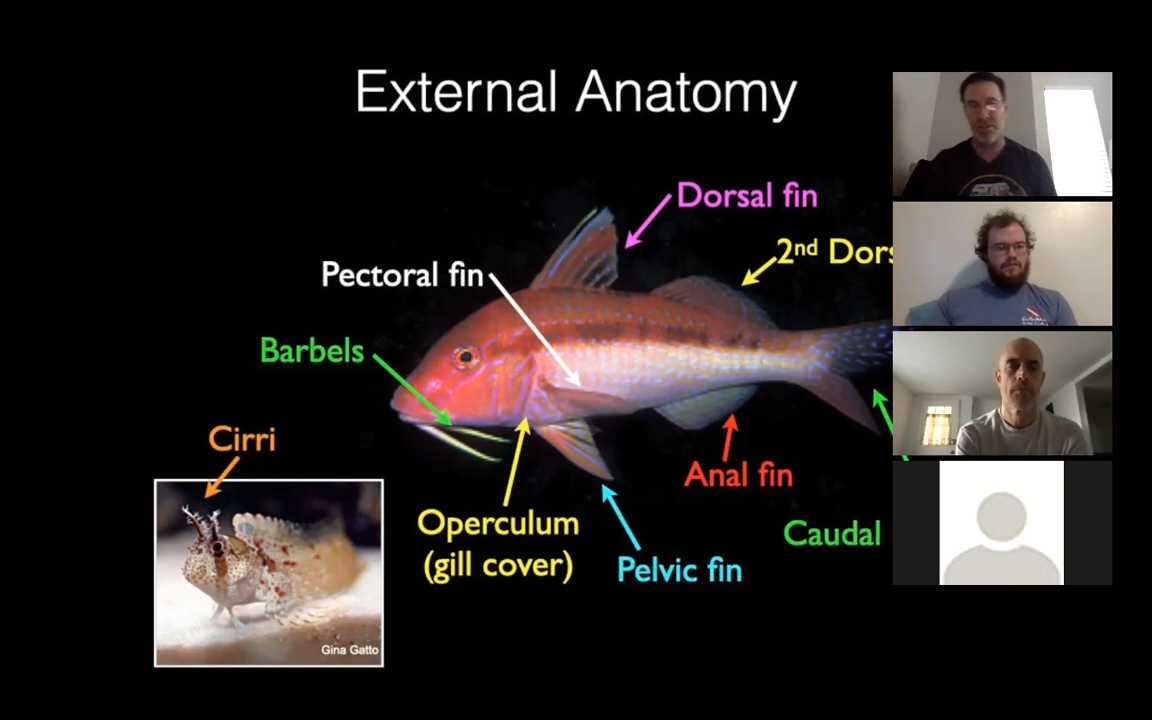 External Anatomy
Dorsal fin
2nd Dors
Pectoral fin
Barbels
Cirri
Anal fin
Operculum
(gill cover)
Caudal
Pelvic fin
Gina Gatto